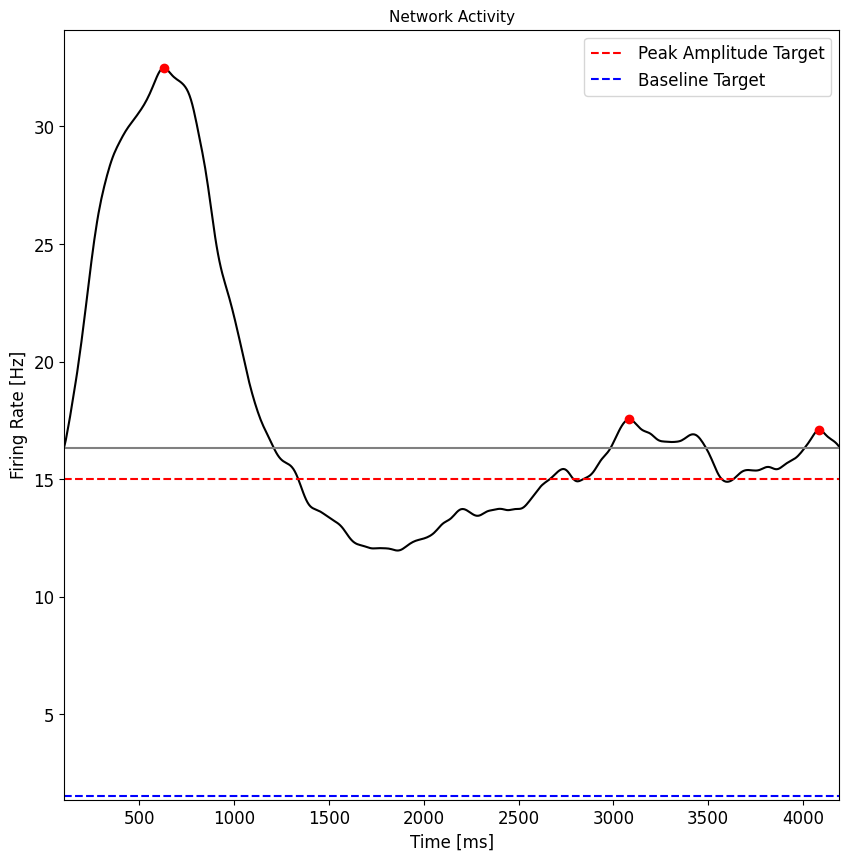 Network Activity
Peak Amplitude Target
Baseline Target
Firing Rate [Hz]
30
25
20
15
10
5
500 1000 1500 2000 2500 3000 3500 4000
Time [ms]